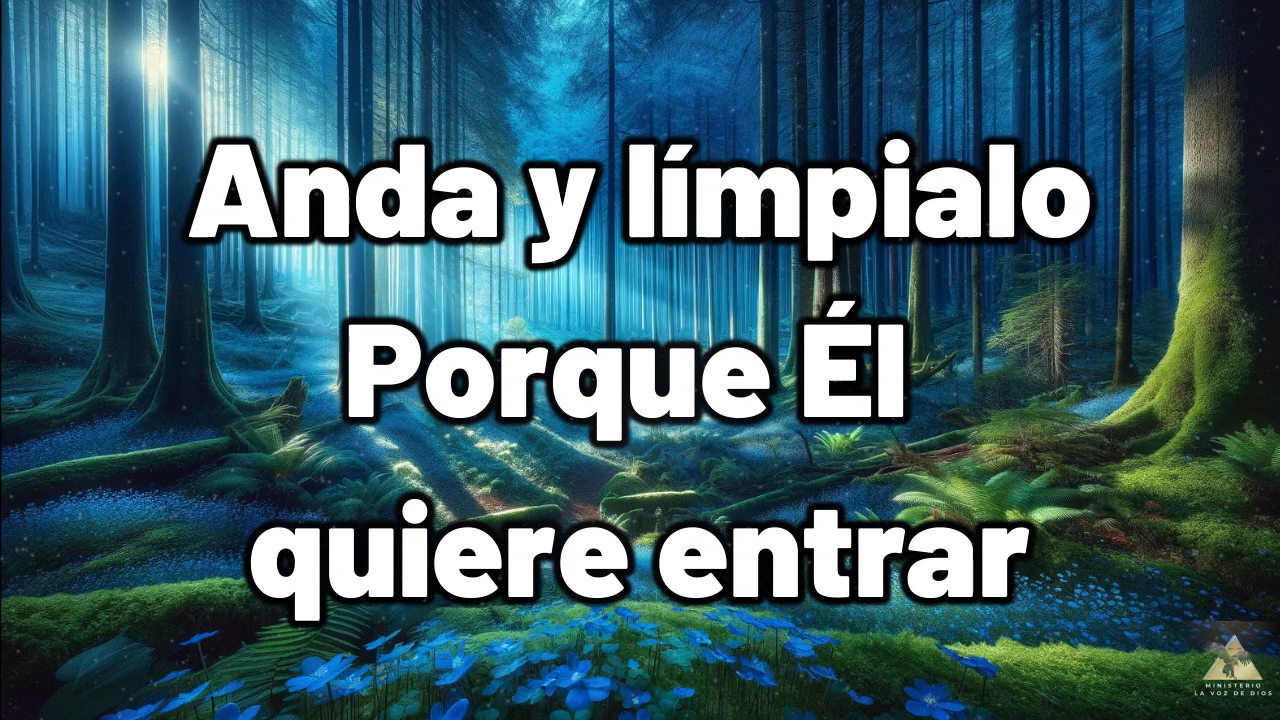 Anda y límpialo
Porque Él
quiere entrar
MINISTERIO
LA VOZ DE DIOS